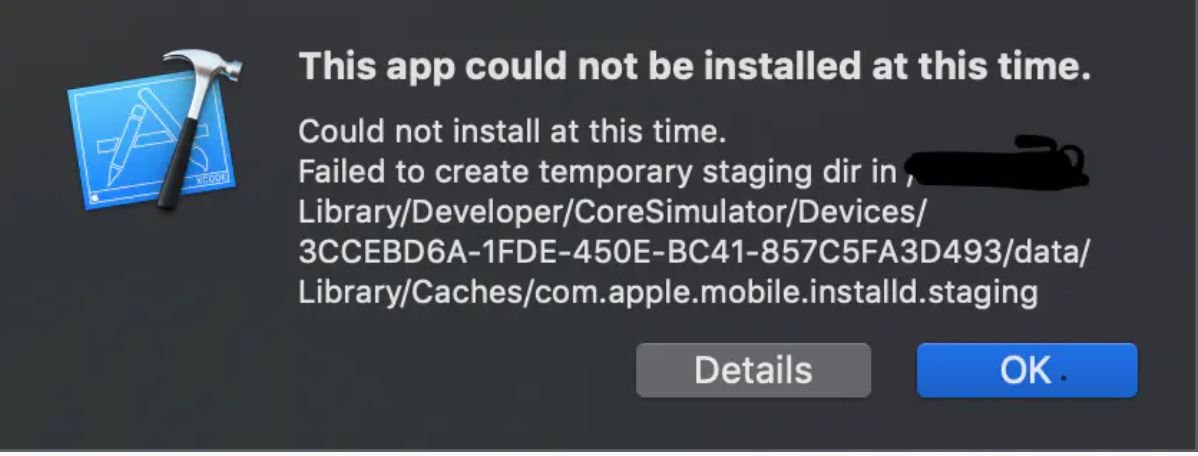 This app could not be installed at this time.
Could not install at this time.
Failed to create temporary staging dir in /
Library/Developer/CoreSimulator/Devices/
3CCEBD6A-1FDE-450E-BC41-857C5FA3D493/data/
Library/Caches/com.apple.mobile.installd.staging
XCODE
Details
OK